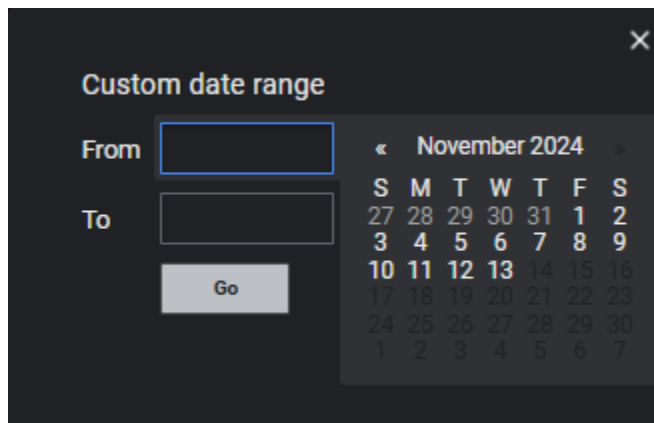 ×
Custom date range
From
To
Go
« November 2024 »
S M T W T F S
27 28 29 30 31 1 2
3 4 5 6 7 8 9
10 11 12 13 14 15 16
17 18 19 20 21 22 23
24 25 26 27 28 29 30
1 2 3 4 5 6 7